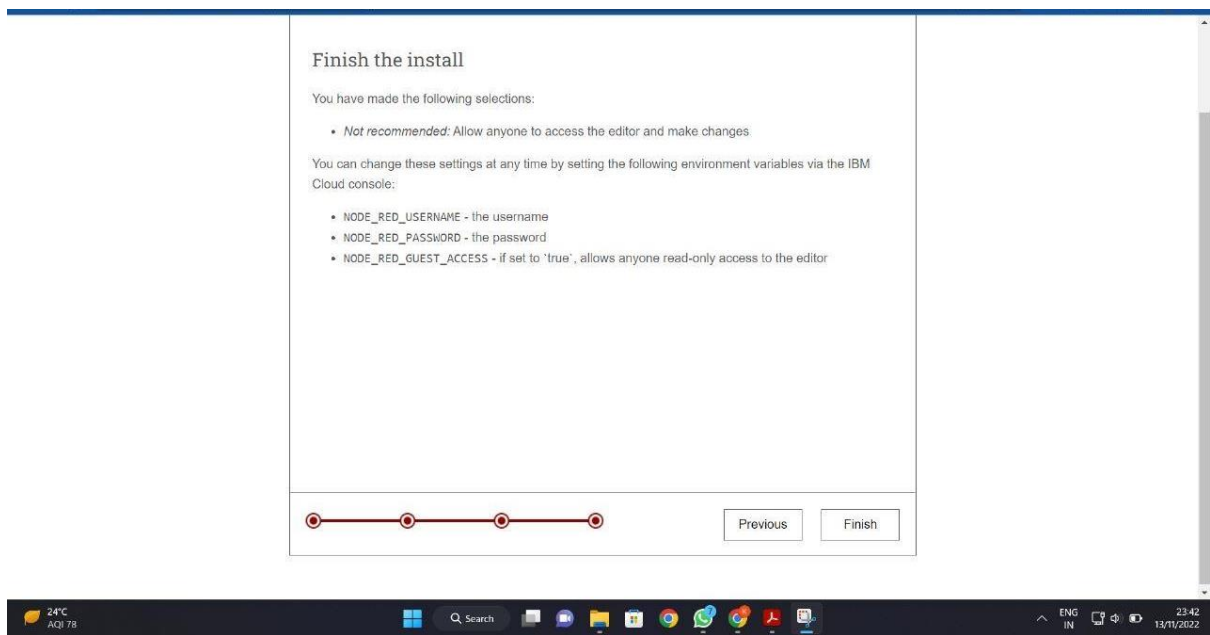 Finish the install
You have made the following selections:
• Not recommended: Allow anyone to access the editor and make changes
You can change these settings at any time by setting the following environment variables via the IBM
Cloud console:
• NODE_RED_USERNAME - the username
• NODE_RED_PASSWORD - the password
• NODE_RED_GUEST_ACCESS - if set to `true`, allows anyone read-only access to the editor
Previous
Finish
24°C
AQI 78
Search
ENG
IN
23:42
13/11/2022